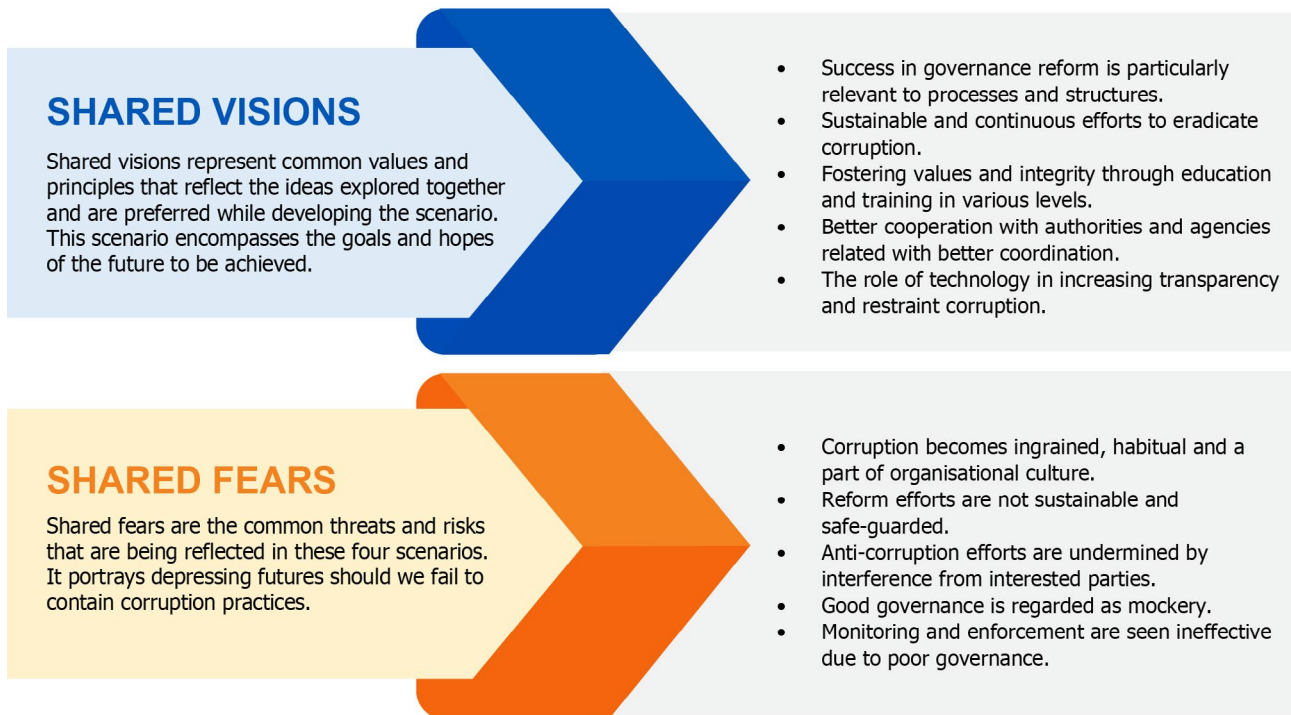 SHARED VISIONS
Shared visions represent common values and
principles that reflect the ideas explored together
and are preferred while developing the scenario.
This scenario encompasses the goals and hopes
of the future to be achieved.
• Success in governance reform is particularly
relevant to processes and structures.
• Sustainable and continuous efforts to eradicate
corruption.
• Fostering values and integrity through education
and training in various levels.
• Better cooperation with authorities and agencies
related with better coordination.
• The role of technology in increasing transparency
and restraint corruption.
SHARED FEARS
Shared fears are the common threats and risks
that are being reflected in these four scenarios.
It portrays depressing futures should we fail to
contain corruption practices.
• Corruption becomes ingrained, habitual and a
part of organisational culture.
• Reform efforts are not sustainable and
safe-guarded.
• Anti-corruption efforts are undermined by
interference from interested parties.
• Good governance is regarded as mockery.
• Monitoring and enforcement are seen ineffective
due to poor governance.